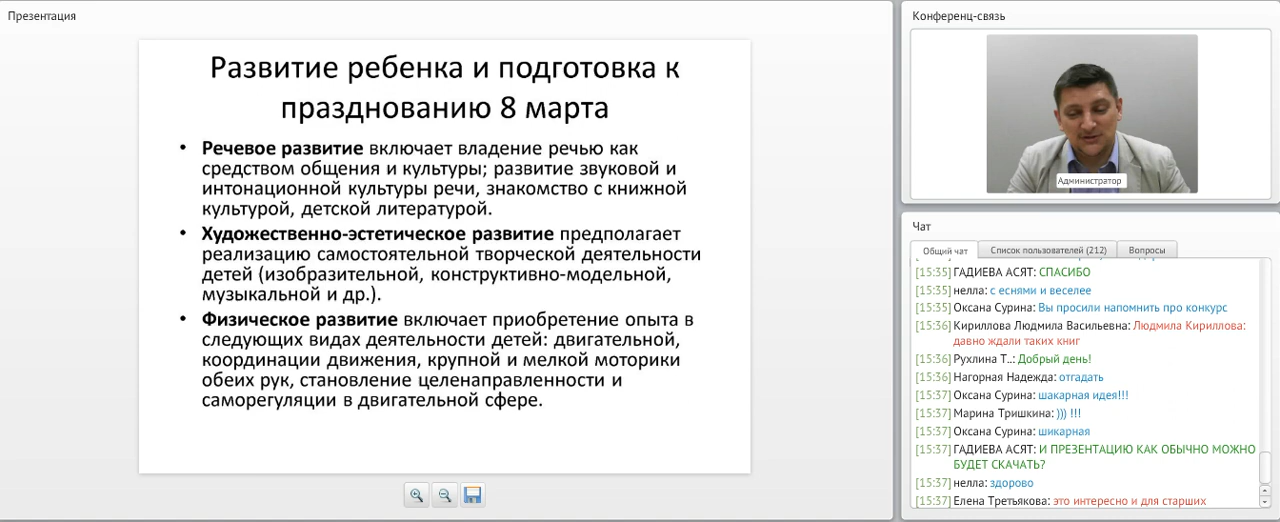 Презентация
Развитие ребенка и подготовка к
празднованию 8 марта
• Речевое развитие включает владение речью как
средством общения и культуры; развитие звуковой и
интонационной культуры речи, знакомство с книжной
культурой, детской литературой.
• Художественно-эстетическое развитие предполагает
реализацию самостоятельной творческой деятельности
детей (изобразительной, конструктивно-модельной,
музыкальной и др.).
• Физическое развитие включает приобретение опыта в
следующих видах деятельности детей: двигательной,
координации движения, крупной и мелкой моторики
обеих рук, становление целенаправленности и
саморегуляции в двигательной сфере.
Конференц-связь
Администратор
Чат
Общий чат Список пользователей (212) Вопросы
[15:35] ГАДИЕВА АСЯТ: СПАСИБО
[15:35] нелла: с еснями и веселее
[15:35] Оксана Сурина: Вы просили напомнить про конкурс
[15:36] Кириллова Людмила Васильевна: Людмила Кириллова:
давно ждали таких книг
[15:36] Рухлина Т..: Добрый день!
[15:36] Нагорная Надежда: отгадать
[15:37] Оксана Сурина: шакарная идея!!!
[15:37] Марина Тришкина: ))) !!!
[15:37] Оксана Сурина: шикарная
[15:37] ГАДИЕВА АСЯТ: И ПРЕЗЕНТАЦИЮ КАК ОБЫЧНО МОЖНО
БУДЕТ СКАЧАТЬ?
[15:37] нелла: здорово
[15:37] Елена Третьякова: это интересно и для старших